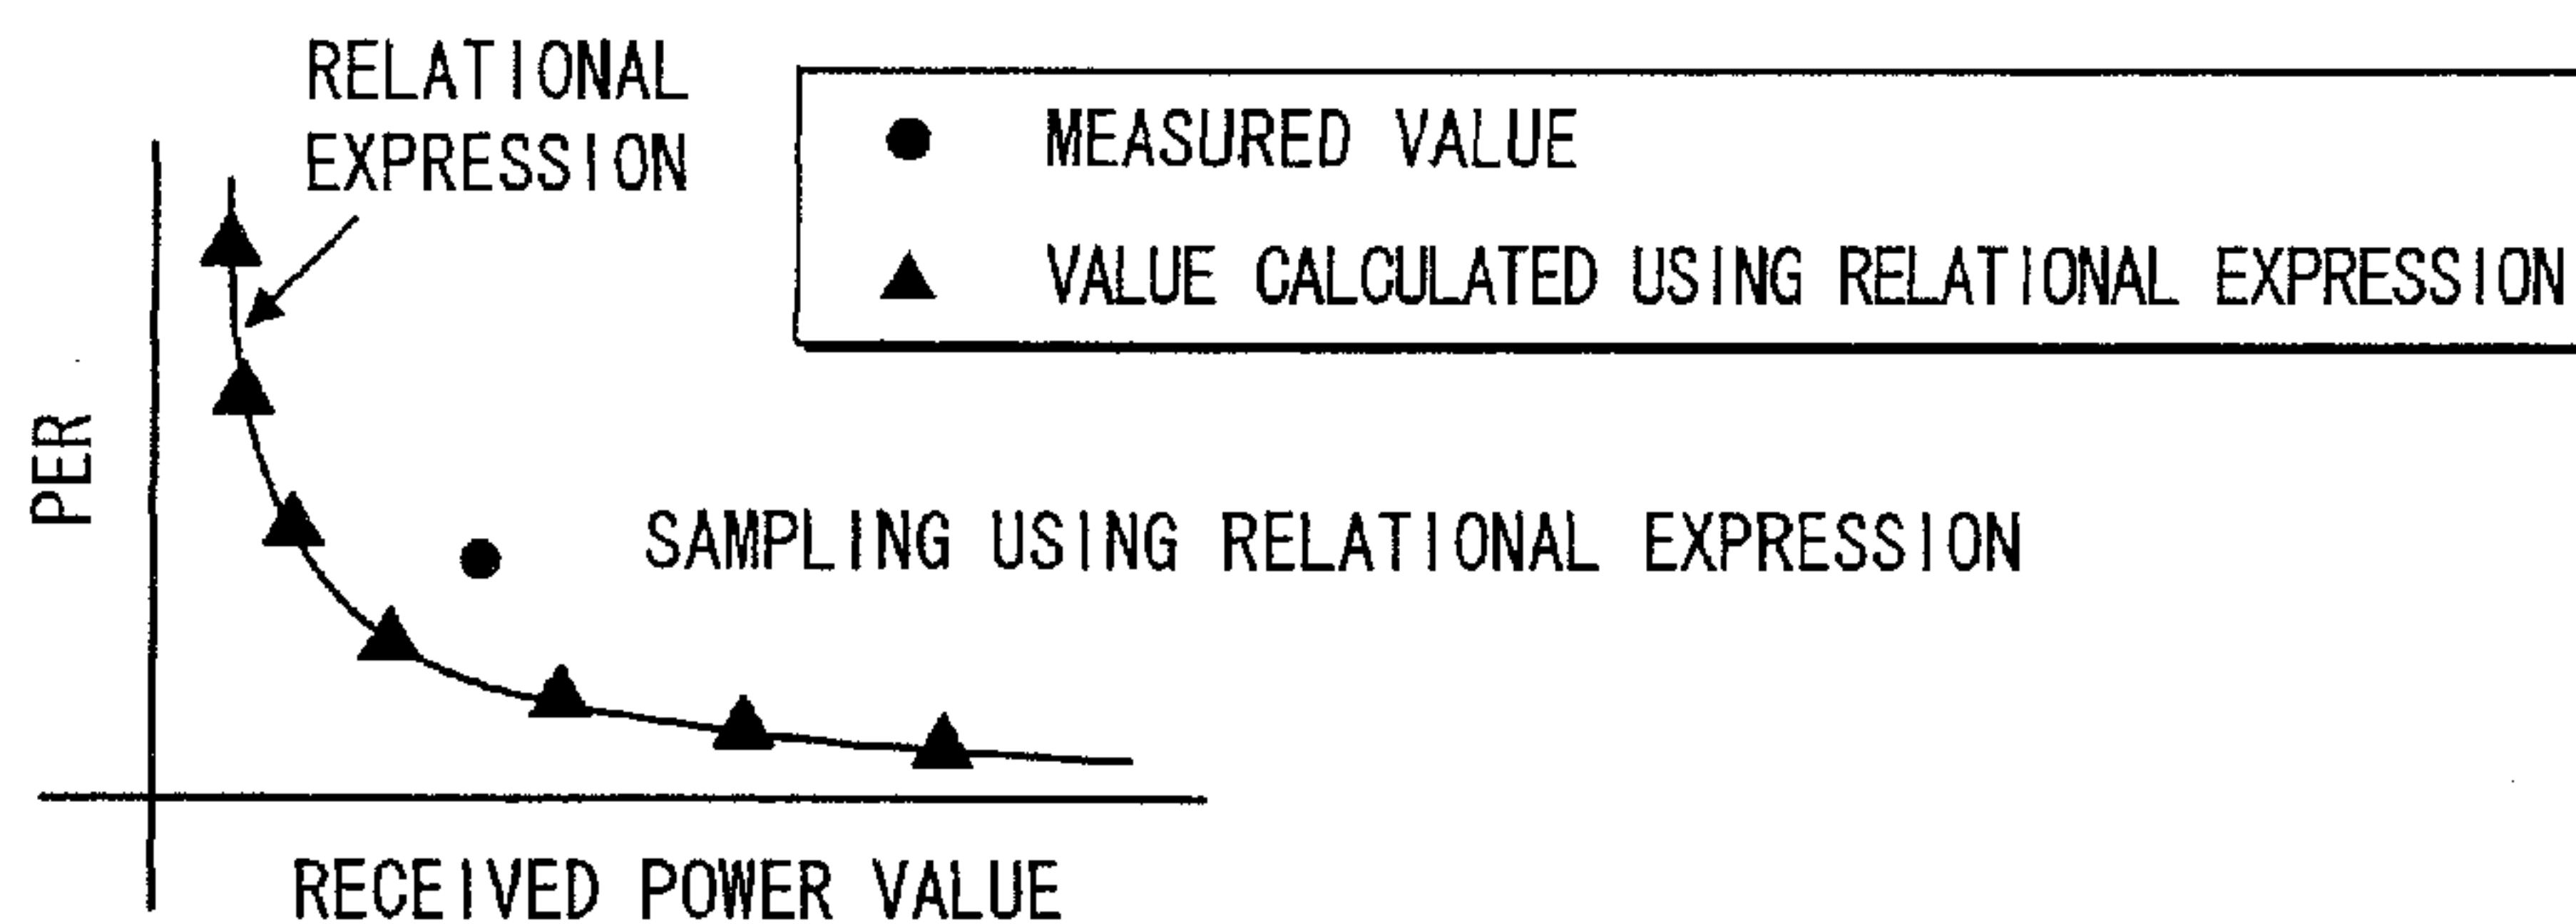 RELATIONAL
EXPRESSION
MEASURED VALUE
VALUE CALCULATED USING RELATIONAL EXPRESSION
PER
SAMPLING USING RELATIONAL EXPRESSION
RECEIVED POWER VALUE